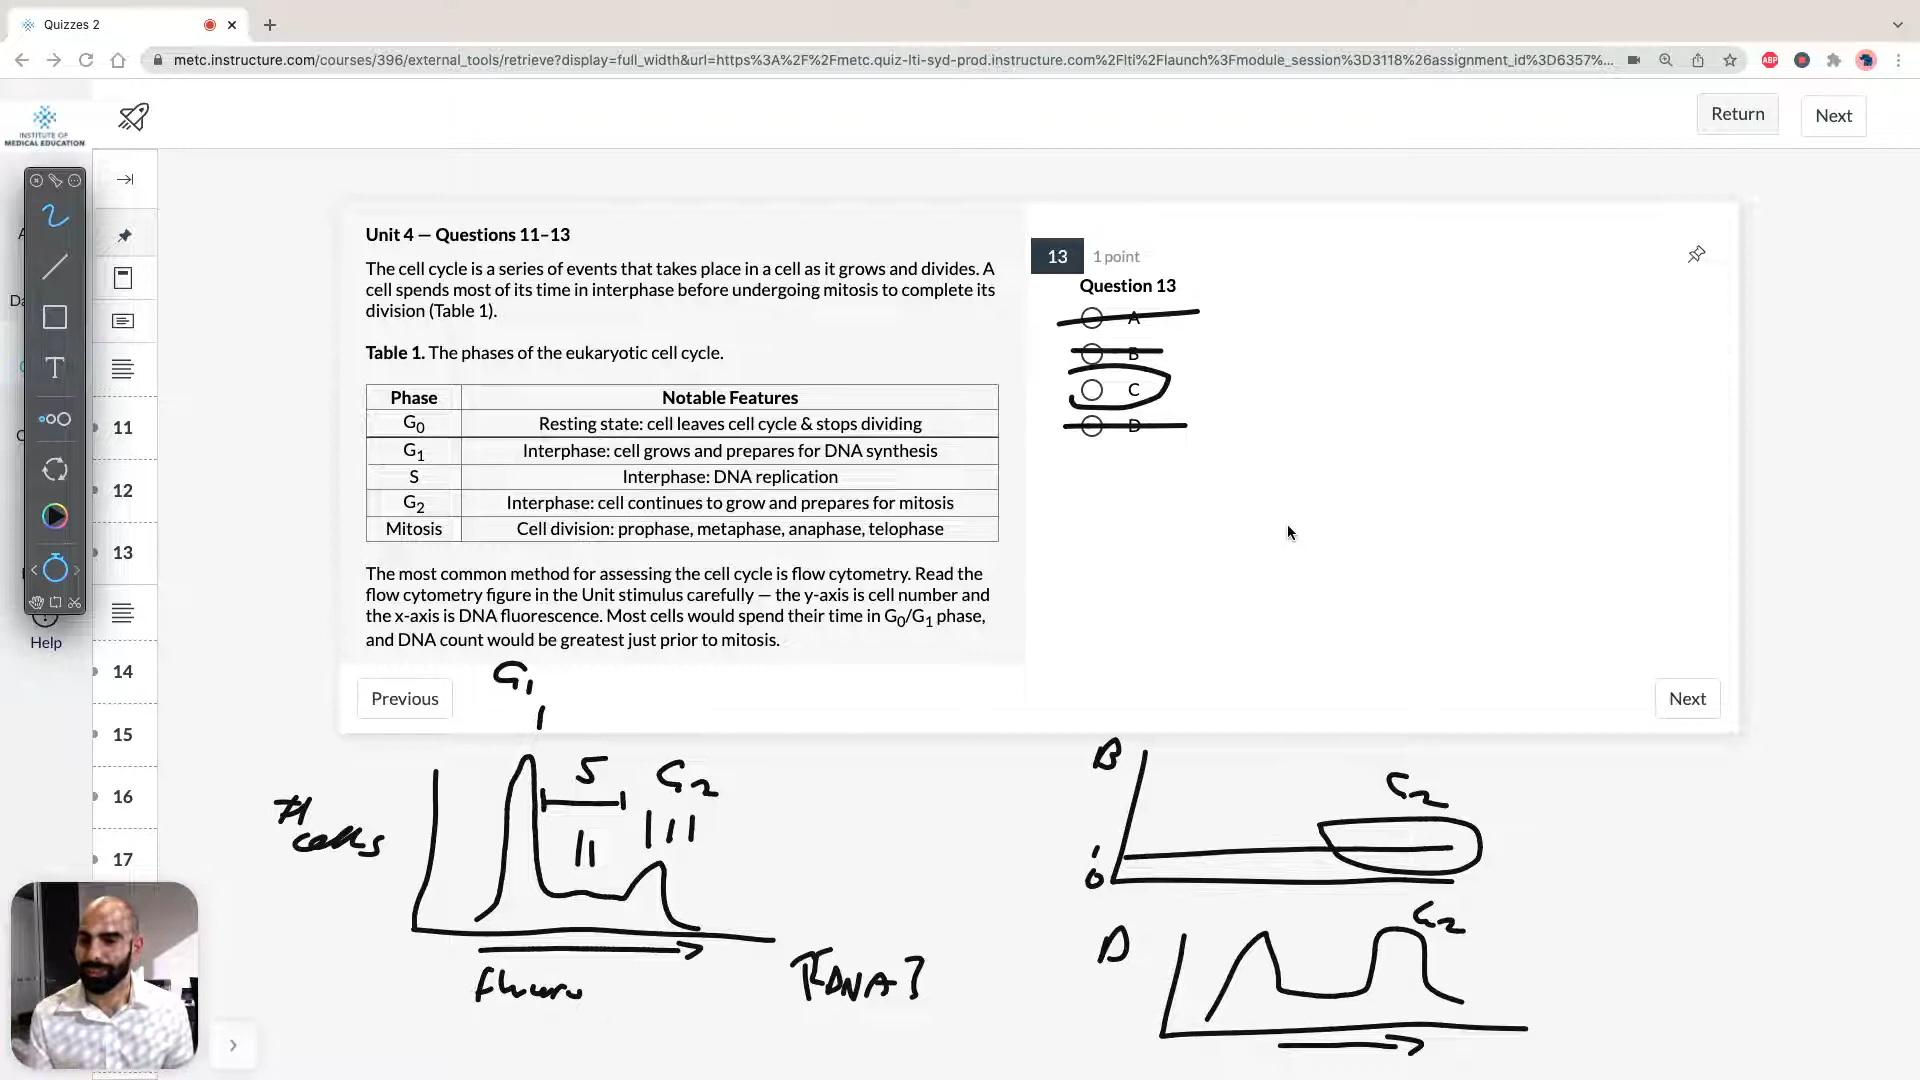 Quizzes 2
metc.instructure.com/courses/396/external_tools/retrieve?display=full_width&url=https%3A%2F%2Fmetc.quiz-lti-syd-prod.instructure.com%2Flti%2Flaunch%3Fmodule_session%3D3118%26assignment_id%3D6357%...
ABP
INSTITUTE OF
MEDICAL EDUCATION
Return
Next
T
11
12
13
14
15
16
17
Help
Unit 4 — Questions 11–13
The cell cycle is a series of events that takes place in a cell as it grows and divides. A
cell spends most of its time in interphase before undergoing mitosis to complete its
division (Table 1).
Table 1. The phases of the eukaryotic cell cycle.
Phase Notable Features
G0 Resting state: cell leaves cell cycle & stops dividing
G1 Interphase: cell grows and prepares for DNA synthesis
S Interphase: DNA replication
G2 Interphase: cell continues to grow and prepares for mitosis
Mitosis Cell division: prophase, metaphase, anaphase, telophase
The most common method for assessing the cell cycle is flow cytometry. Read the
flow cytometry figure in the Unit stimulus carefully — the y-axis is cell number and
the x-axis is DNA fluorescence. Most cells would spend their time in G0/G1 phase,
and DNA count would be greatest just prior to mitosis.
Previous
13 1 point
Question 13
A
B
C
D
Next
G1
S
G2
# cells
fluoro
[DNA]
B
G2
1
0
D
G2